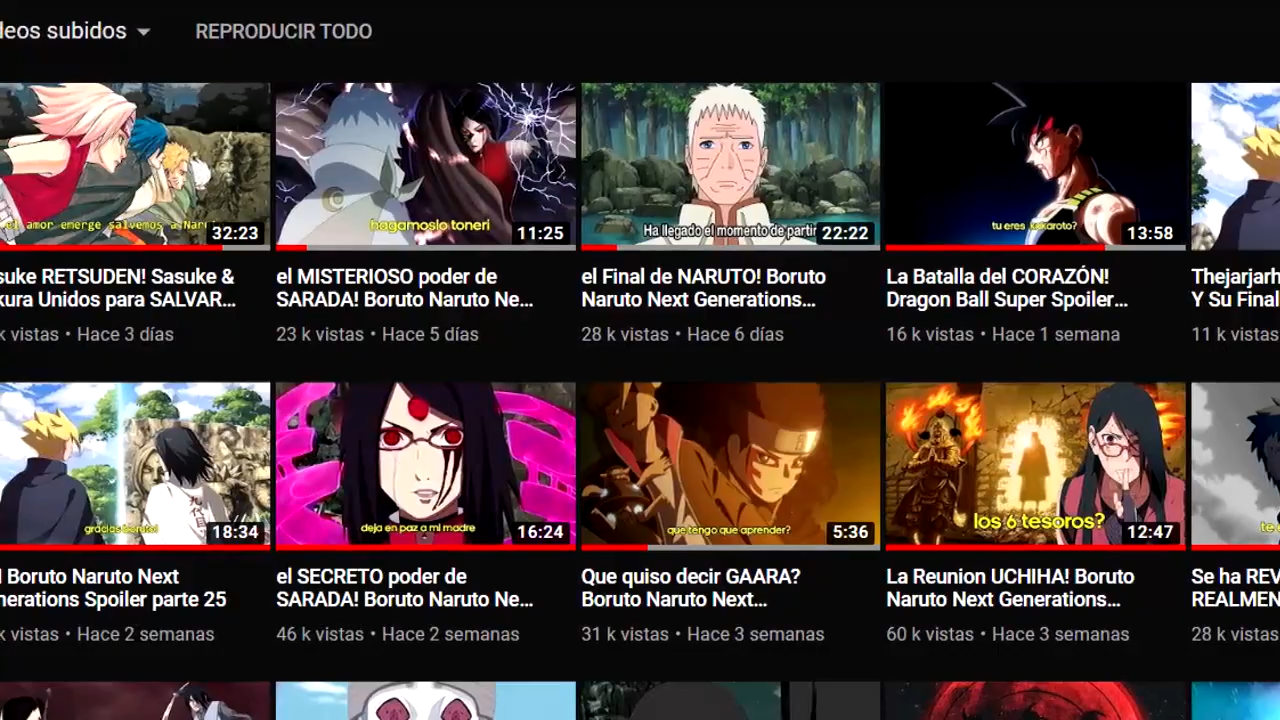 deos subidos
REPRODUCIR TODO
el amor emerge salvemos a Naru
32:23
hagamoslo toneri
11:25
Ha llegado el momento de partir
22:22
tu eres kakaroto?
13:58
suke RETSUDEN! Sasuke &
kura Unidos para SALVAR...
k vistas • Hace 3 días
el MISTERIOSO poder de
SARADA! Boruto Naruto Ne...
23 k vistas • Hace 5 días
el Final de NARUTO! Boruto
Naruto Next Generations...
28 k vistas • Hace 6 días
La Batalla del CORAZÓN!
Dragon Ball Super Spoiler...
16 k vistas • Hace 1 semana
Thejarjarh
Y Su Final
11 k vistas
gracias boruto!
18:34
deja en paz a mi madre
16:24
que tengo que aprender?
5:36
los 6 tesoros?
12:47
Boruto Naruto Next
nerations Spoiler parte 25
k vistas • Hace 2 semanas
el SECRETO poder de
SARADA! Boruto Naruto Ne...
46 k vistas • Hace 2 semanas
Que quiso decir GAARA?
Boruto Naruto Next...
31 k vistas • Hace 3 semanas
La Reunion UCHIHA! Boruto
Naruto Next Generations...
60 k vistas • Hace 3 semanas
Se ha REV
REALMEN
28 k vistas